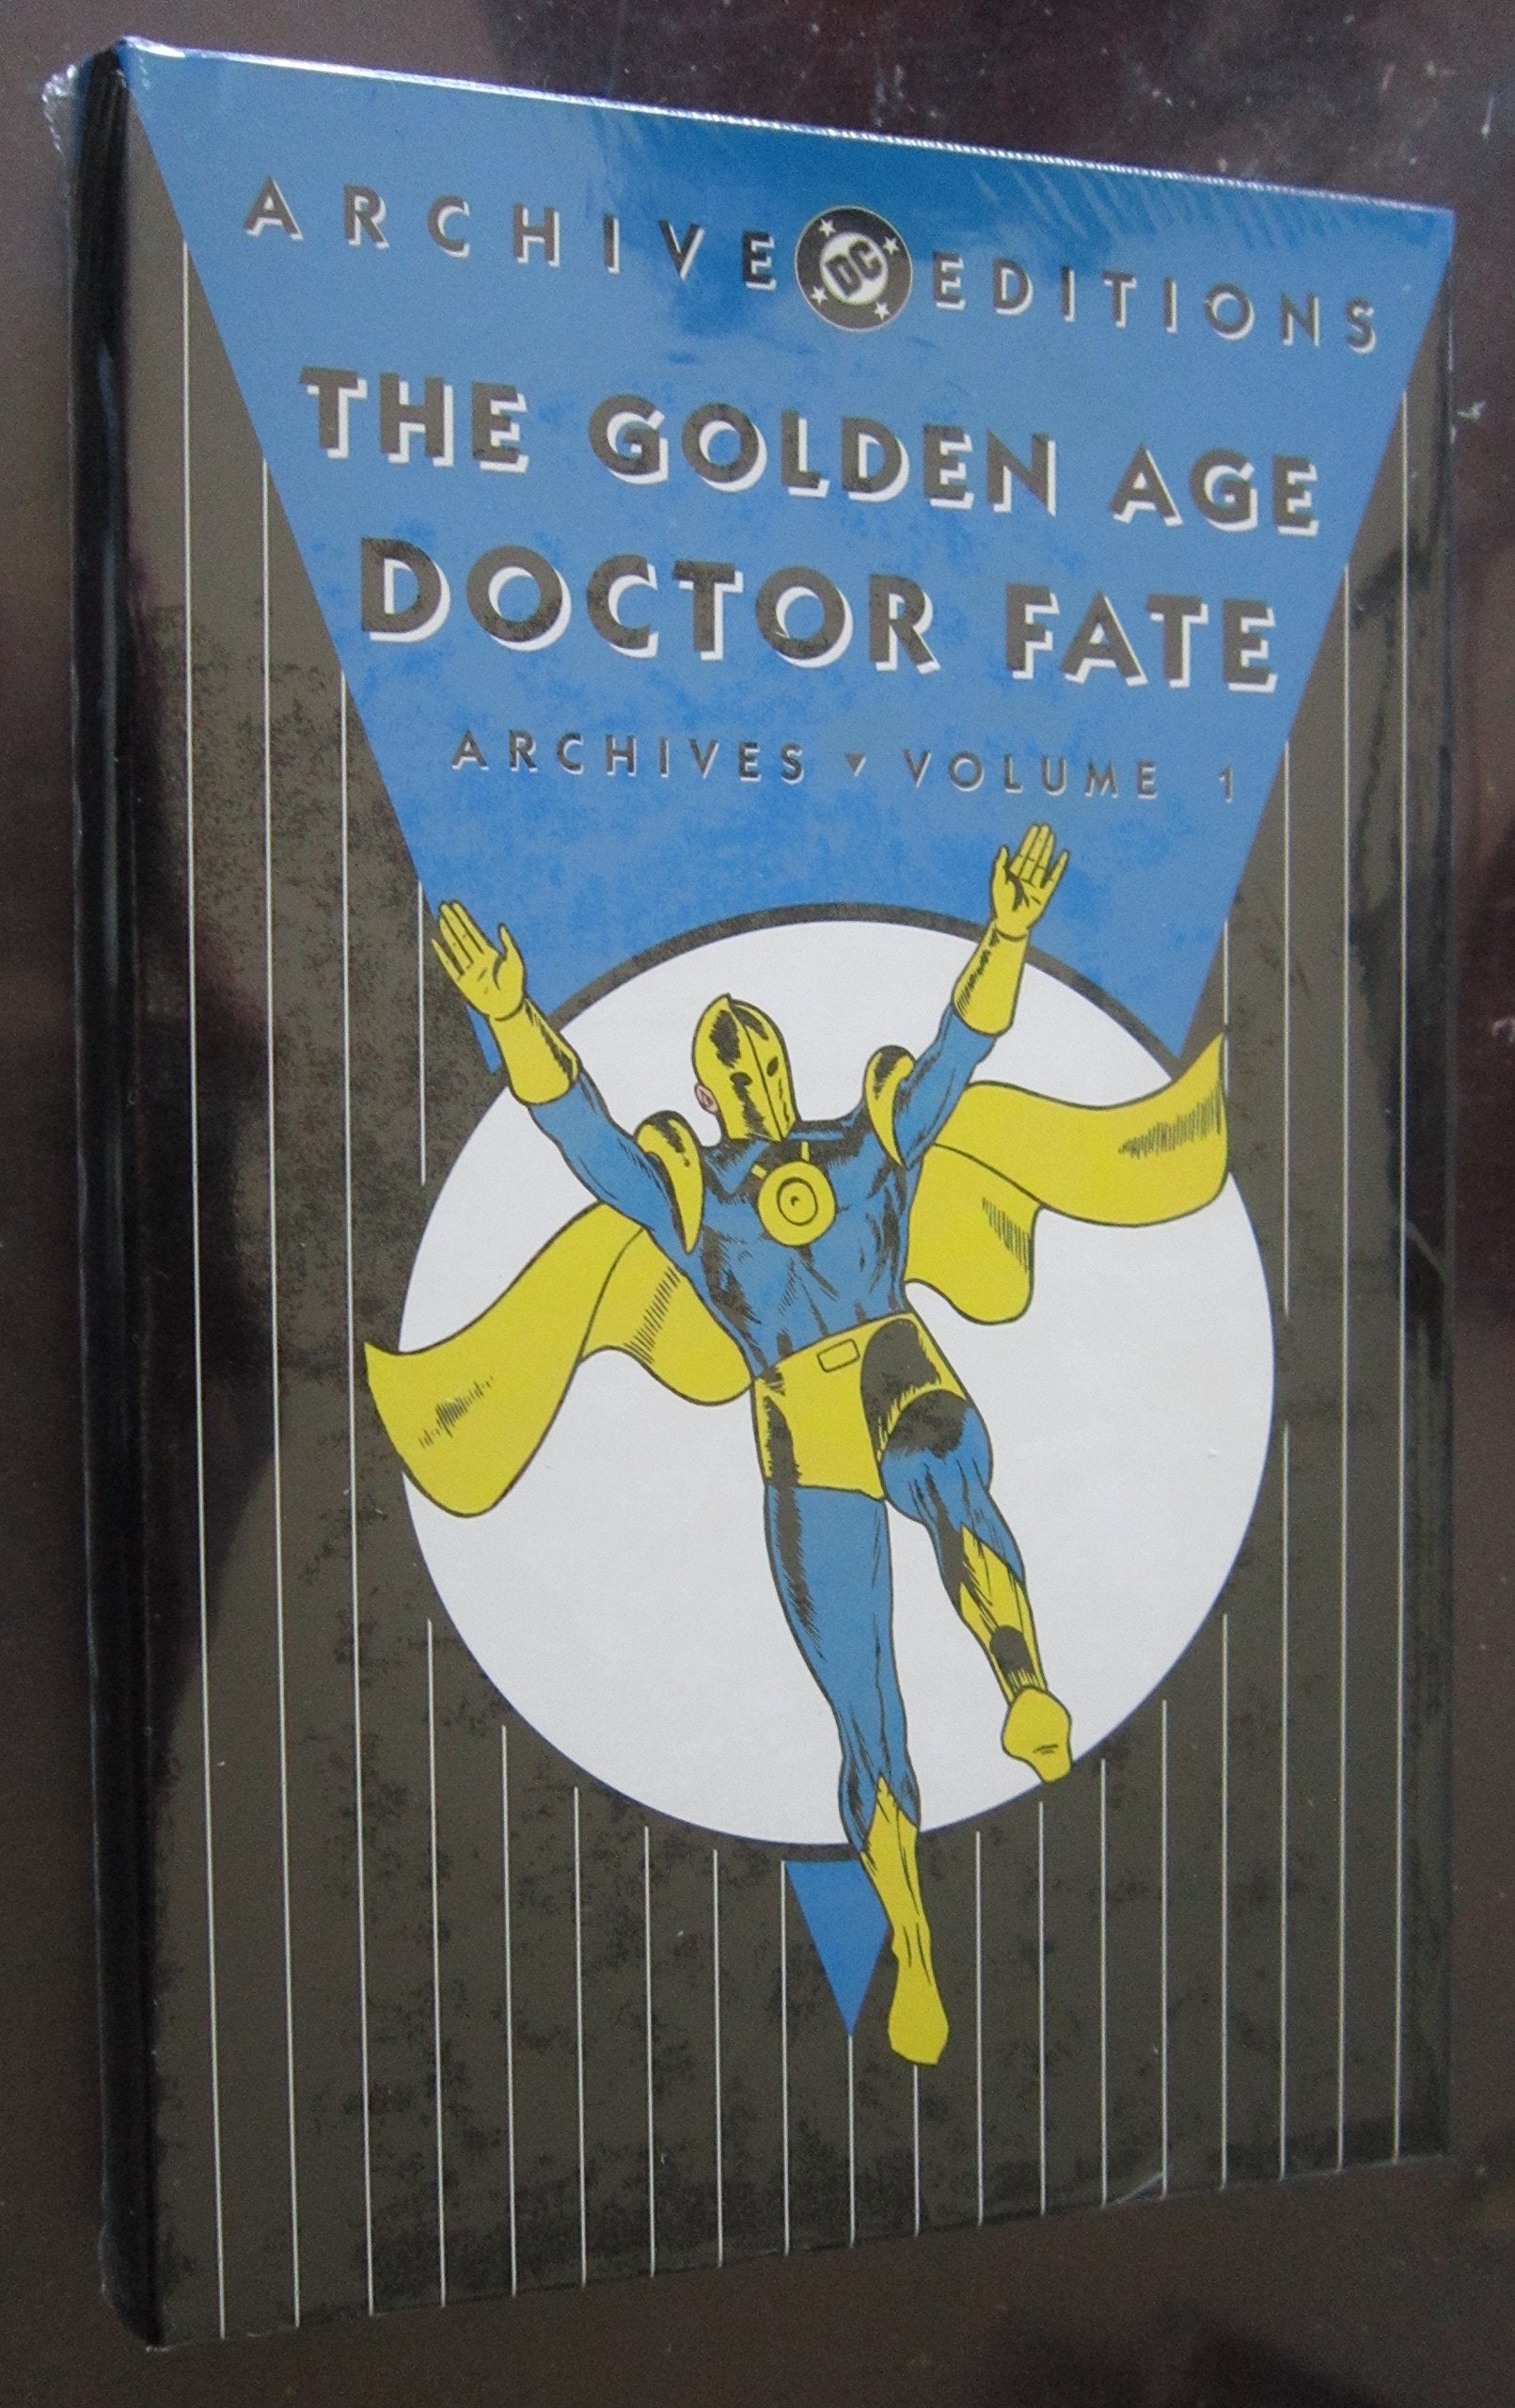 ARCHIVE DC EDITIONS
THE GOLDEN AGE
DOCTOR FATE
ARCHIVES ▾ VOLUME 1